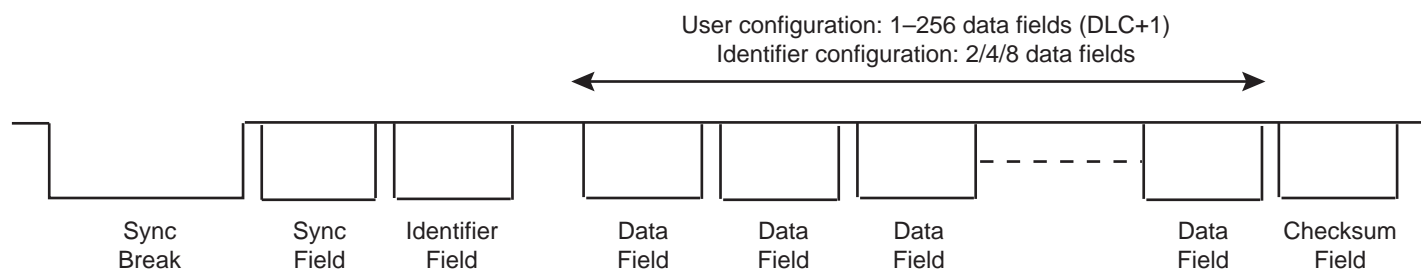 User configuration: 1–256 data fields (DLC+1)
Identifier configuration: 2/4/8 data fields
Sync
Break
Sync
Field
Identifier
Field
Data
Field
Data
Field
Data
Field
Data
Field
Checksum
Field